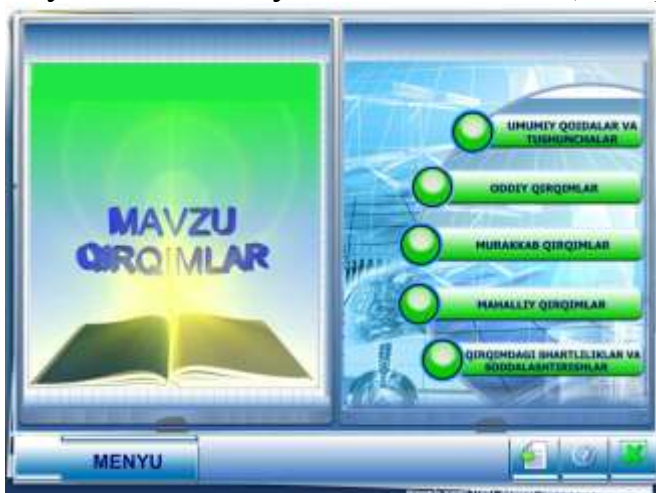 MAVZU
QIRQIMLAR
UMUMIY QOIDALAR VA
TUSHUNCHALAR
ODDIY QIRQIMLAR
MURAKKAB QIRQIMLAR
MAHALLIY QIRQIMLAR
QIRQIMDAGI SHARTLILIKLAR VA
SODDALASHTIRISHLAR
MENYU